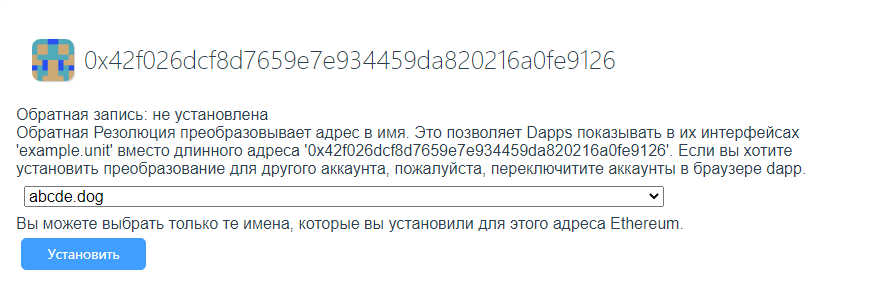 0x42f026dcf8d7659e7e934459da820216a0fe9126
Обратная запись: не установлена
Обратная Резолюция преобразовывает адрес в имя. Это позволяет Dapps показывать в их интерфейсах
'example.unit' вместо длинного адреса '0x42f026dcf8d7659e7e934459da820216a0fe9126'. Если вы хотите
установить преобразование для другого аккаунта, пожалуйста, переключитите аккаунты в браузере dapp.
abcde.dog
Вы можете выбрать только те имена, которые вы установили для этого адреса Ethereum.
Установить